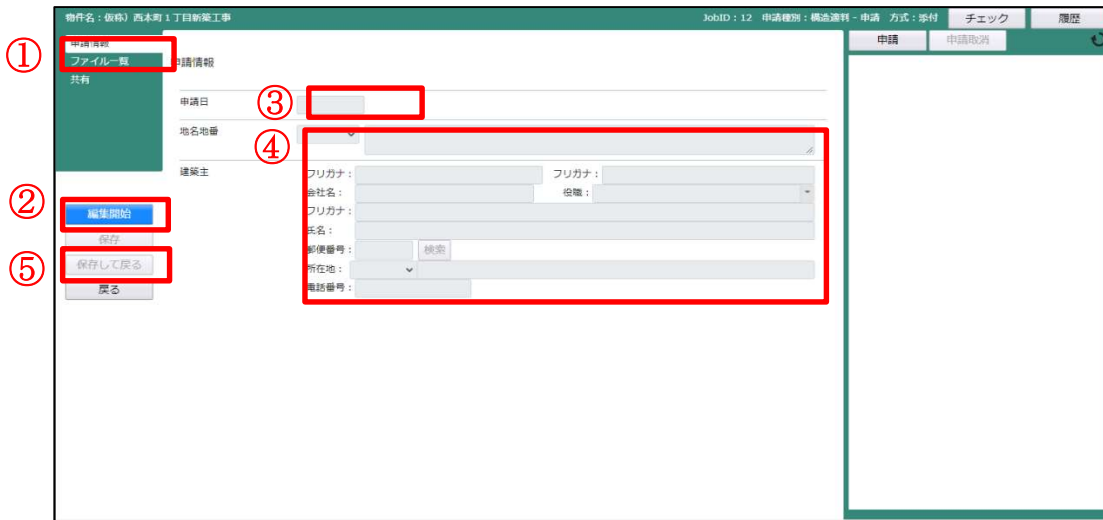 物件名：仮称）西本町１丁目新築工事 JobID：12 申請種別：構造適判 - 申請 方式：添付 チェック 履歴
申請 申請取消
① 申請情報
ファイル一覧
共有
申請情報
申請日 ③
地名地番 ④
建築主 フリガナ： フリガナ：
会社名： 役職：
② 編集開始 フリガナ：
保存 氏名：
郵便番号： 検索
⑤ 保存して戻る 所在地：
戻る 電話番号：